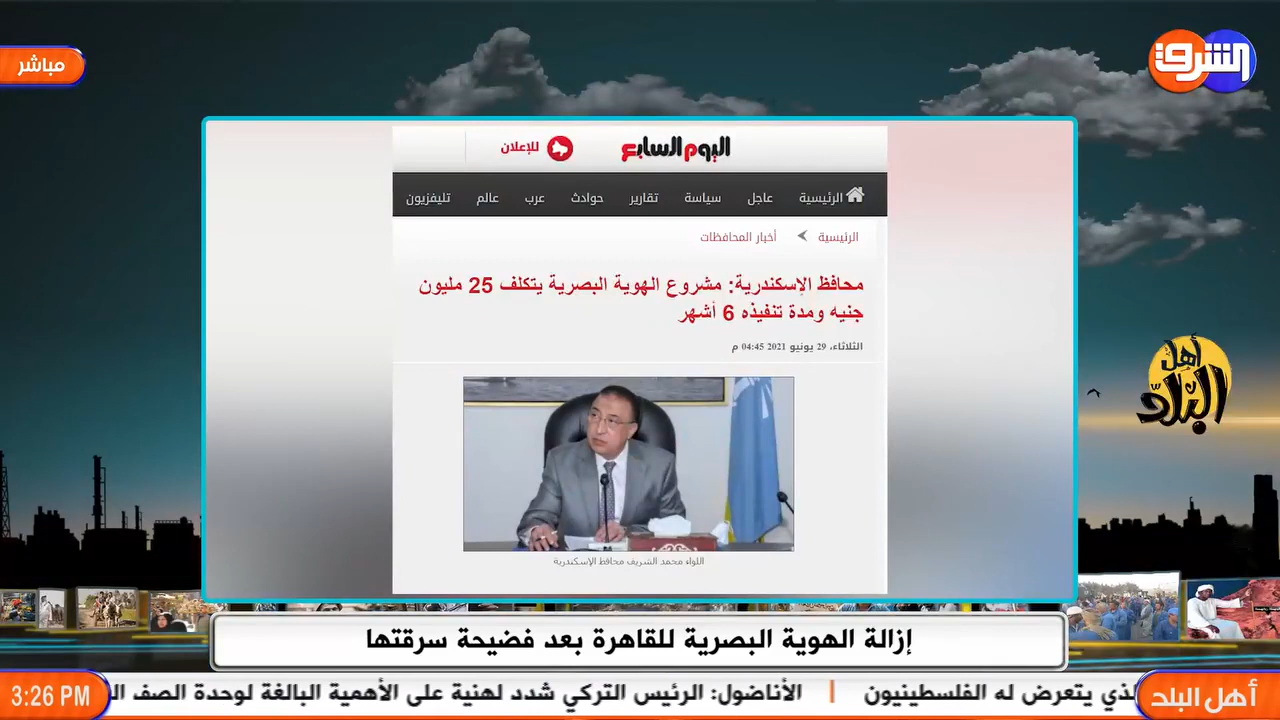 مباشر
الشرق
اليوم السابع
للإعلان
الرئيسية عاجل سياسة تقارير حوادث عرب عالم تليفزيون
الرئيسية أخبار المحافظات
محافظ الإسكندرية: مشروع الهوية البصرية يتكلف 25 مليون
جنيه ومدة تنفيذه 6 أشهر
الثلاثاء، 29 يونيو 2021 04:45 م
اللواء محمد الشريف محافظ الإسكندرية
أهل
البلد
إزالة الهوية البصرية للقاهرة بعد فضيحة سرقتها
أهل البلد
لذي يتعرض له الفلسطينيون | الأناضول: الرئيس التركي شدد لهنية على الأهمية البالغة لوحدة الصف ال
3:26 PM